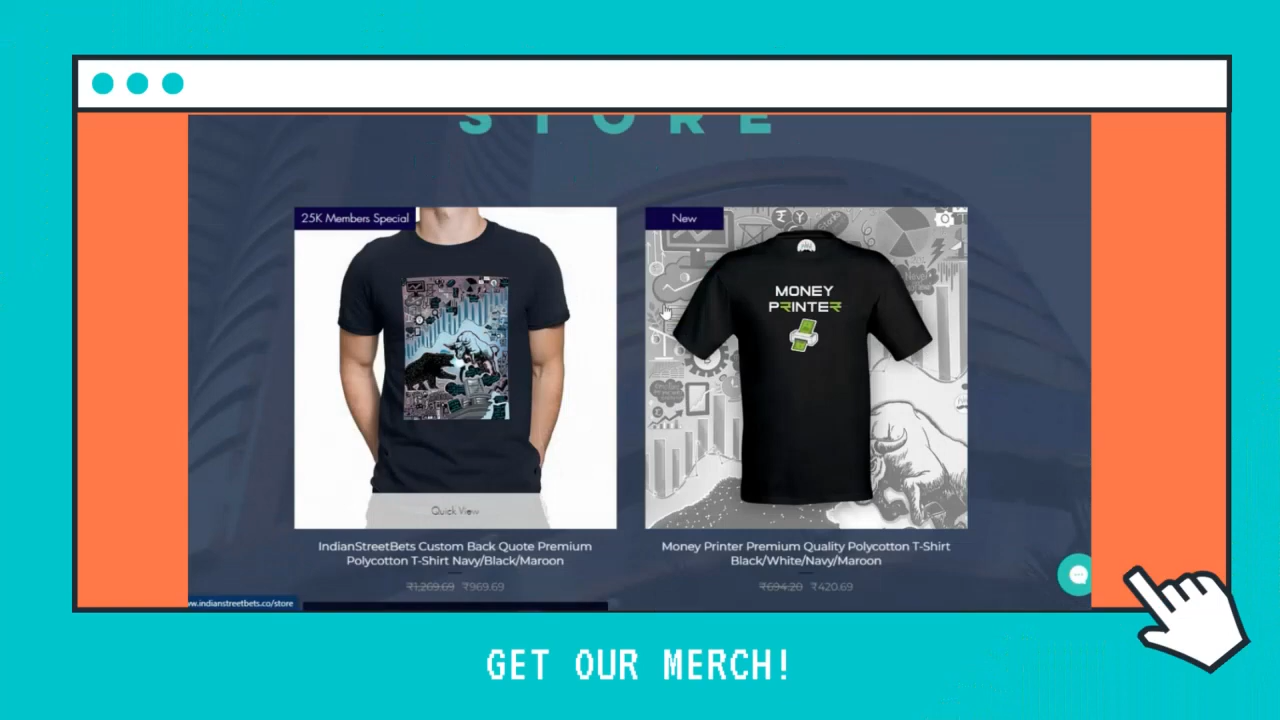 STORE
25K Members Special
New
MONEY
PRINTER
Quick View
IndianStreetBets Custom Back Quote Premium
Polycotton T-Shirt Navy/Black/Maroon
₹1,269.69 ₹969.69
Money Printer Premium Quality Polycotton T-Shirt
Black/White/Navy/Maroon
₹694.20 ₹420.69
w.indianstreetbets.co/store
GET OUR MERCH!